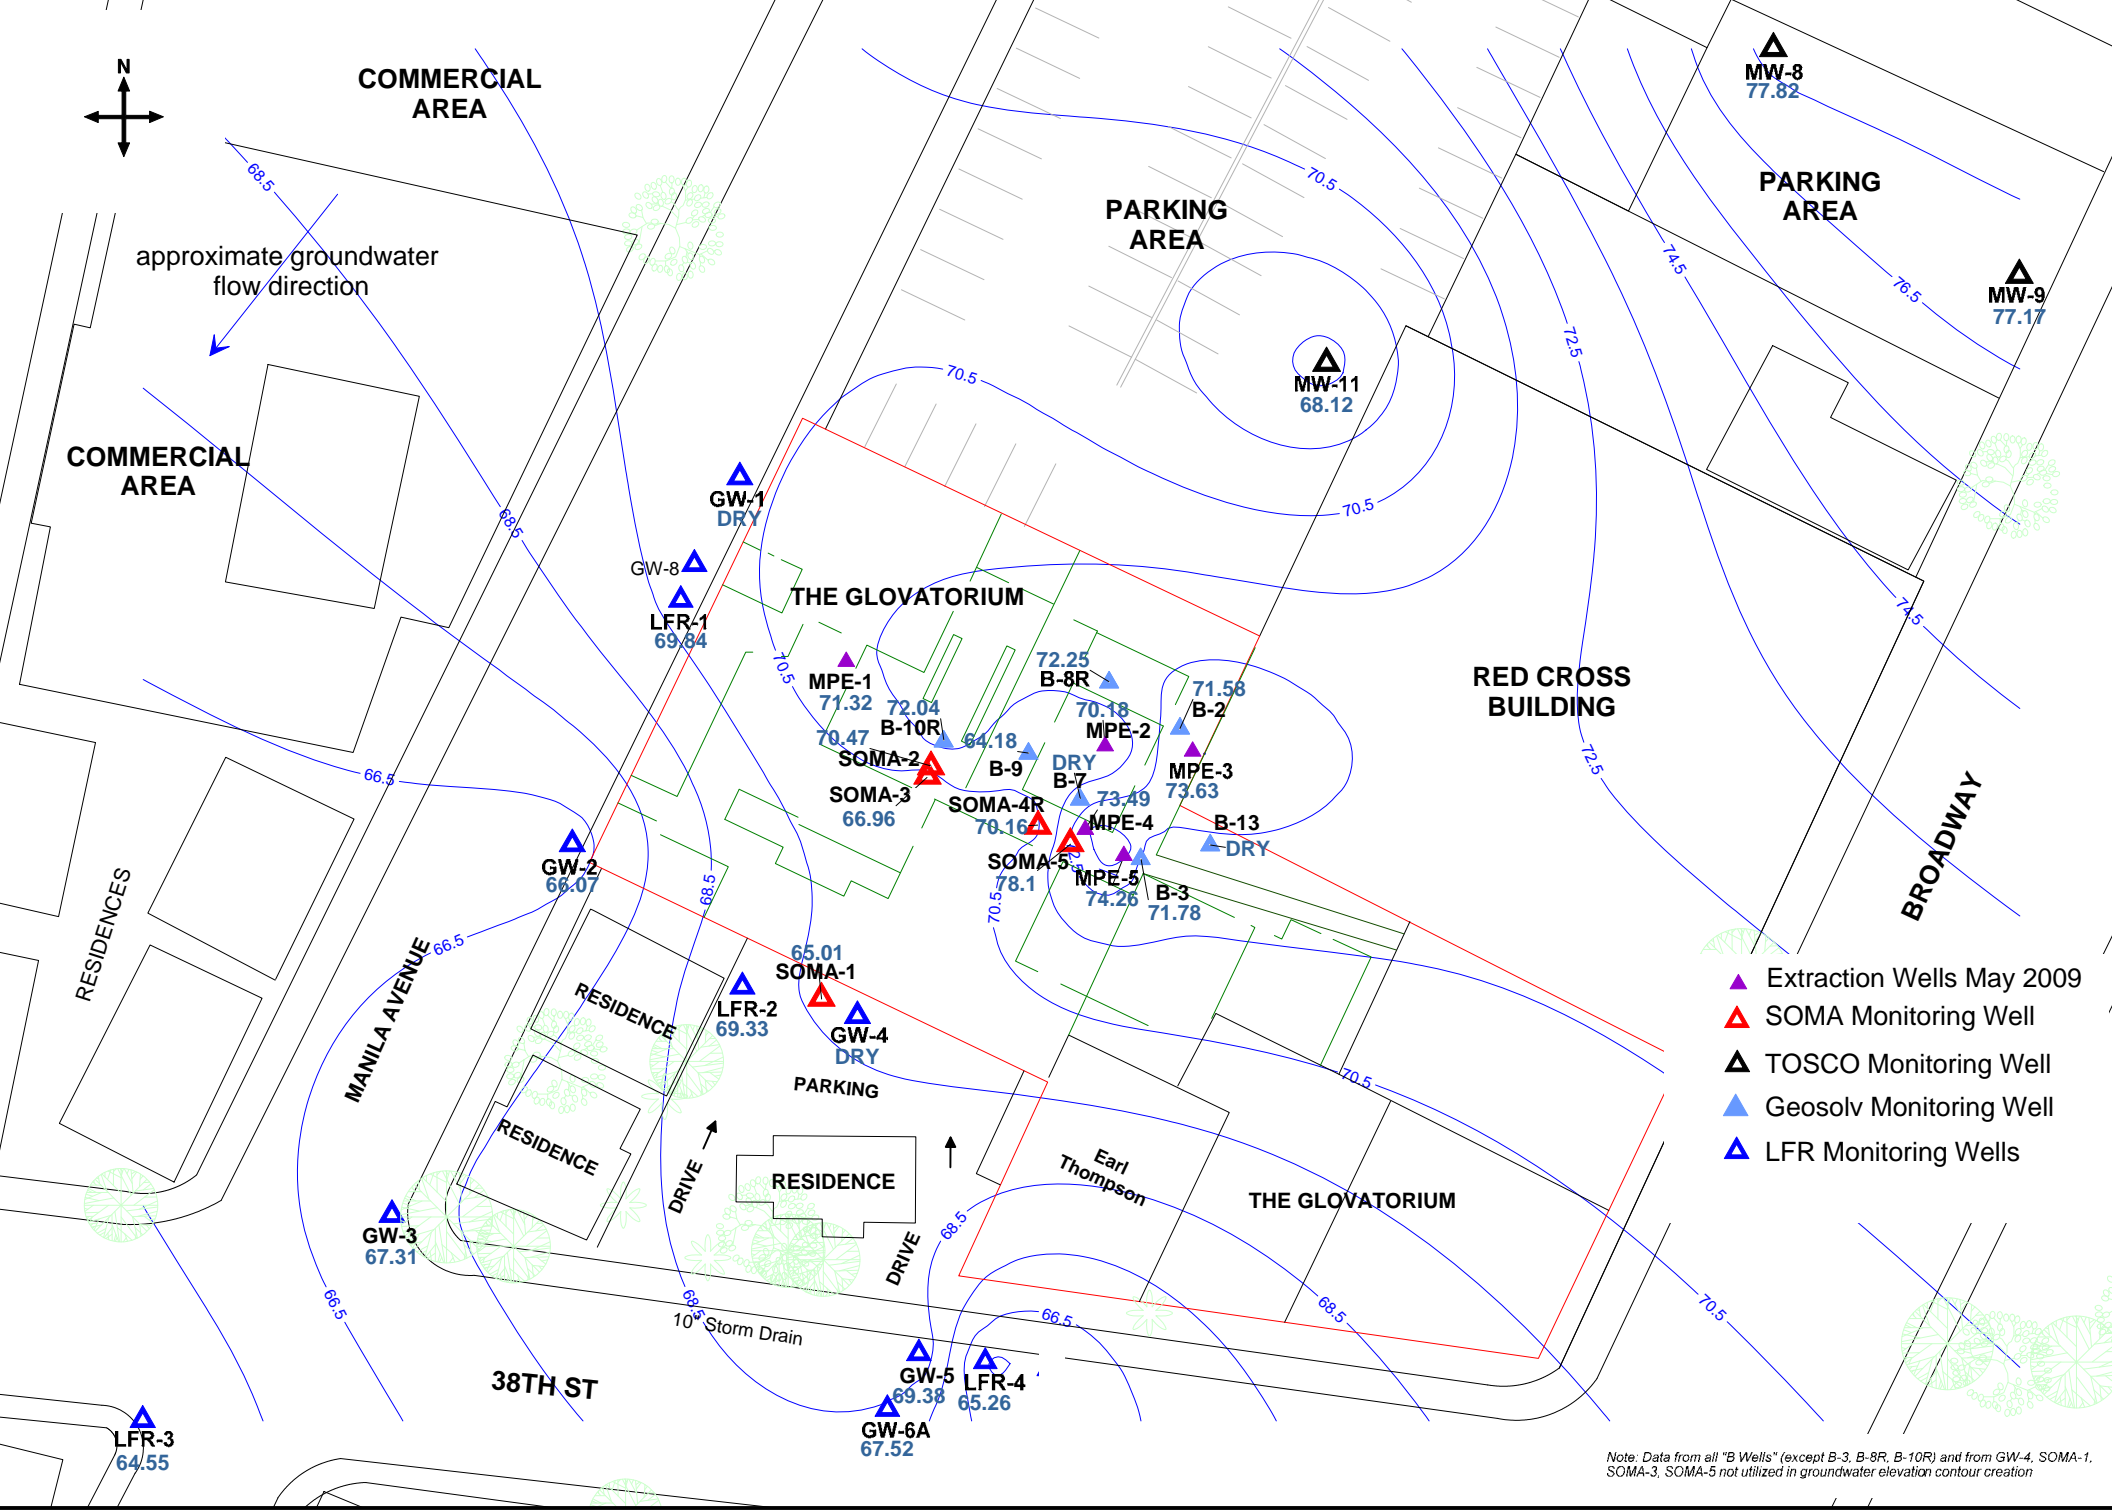 N
COMMERCIAL
AREA
MW-8
77.82
68.5
70.5
PARKING
AREA
PARKING
AREA
approximate groundwater
flow direction
74.5
76.5
MW-9
77.17
72.5
70.5
MW-11
68.12
COMMERCIAL
AREA
GW-1
DRY
70.5
68.5
GW-8
LFR-1
69.84
THE GLOVATORIUM
74.5
70.5
MPE-1
71.32
72.25
B-8R
71.58
B-2
RED CROSS
BUILDING
72.04
B-10R
70.18
MPE-2
70.47
SOMA-2
64.18
B-9
DRY
B-7
MPE-3
73.63
72.5
66.5
SOMA-3
66.96
SOMA-4R
70.16
73.49
MPE-4
B-13
DRY
GW-2
66.07
SOMA-5
78.1
72.5
MPE-5
74.26
B-3
71.78
BROADWAY
RESIDENCES
68.5
70.5
66.5
MANILA AVENUE
65.01
SOMA-1
RESIDENCE
LFR-2
69.33
GW-4
DRY
PARKING
70.5
Extraction Wells May 2009
SOMA Monitoring Well
TOSCO Monitoring Well
Geosolv Monitoring Well
LFR Monitoring Wells
RESIDENCE
DRIVE
RESIDENCE
Earl
Thompson
THE GLOVATORIUM
GW-3
67.31
68.5
DRIVE
66.5
68.5
10" Storm Drain
66.5
68.5
70.5
38TH ST
GW-5
69.38
LFR-4
65.26
GW-6A
67.52
LFR-3
64.55
Note: Data from all "B Wells" (except B-3, B-8R, B-10R) and from GW-4, SOMA-1,
SOMA-3, SOMA-5 not utilized in groundwater elevation contour creation